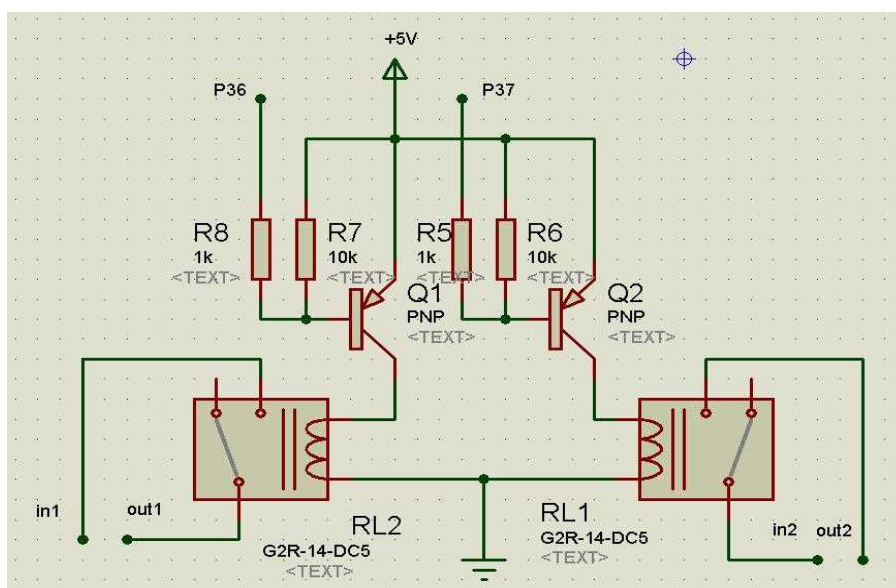 +5V
P36
P37
R8
1k
<TEXT>
R7
10k
<TEXT>
R5
1k
<TEXT>
R6
10k
<TEXT>
Q1
PNP
<TEXT>
Q2
PNP
<TEXT>
in1
out1
RL2
G2R-14-DC5
<TEXT>
RL1
G2R-14-DC5
<TEXT>
in2
out2